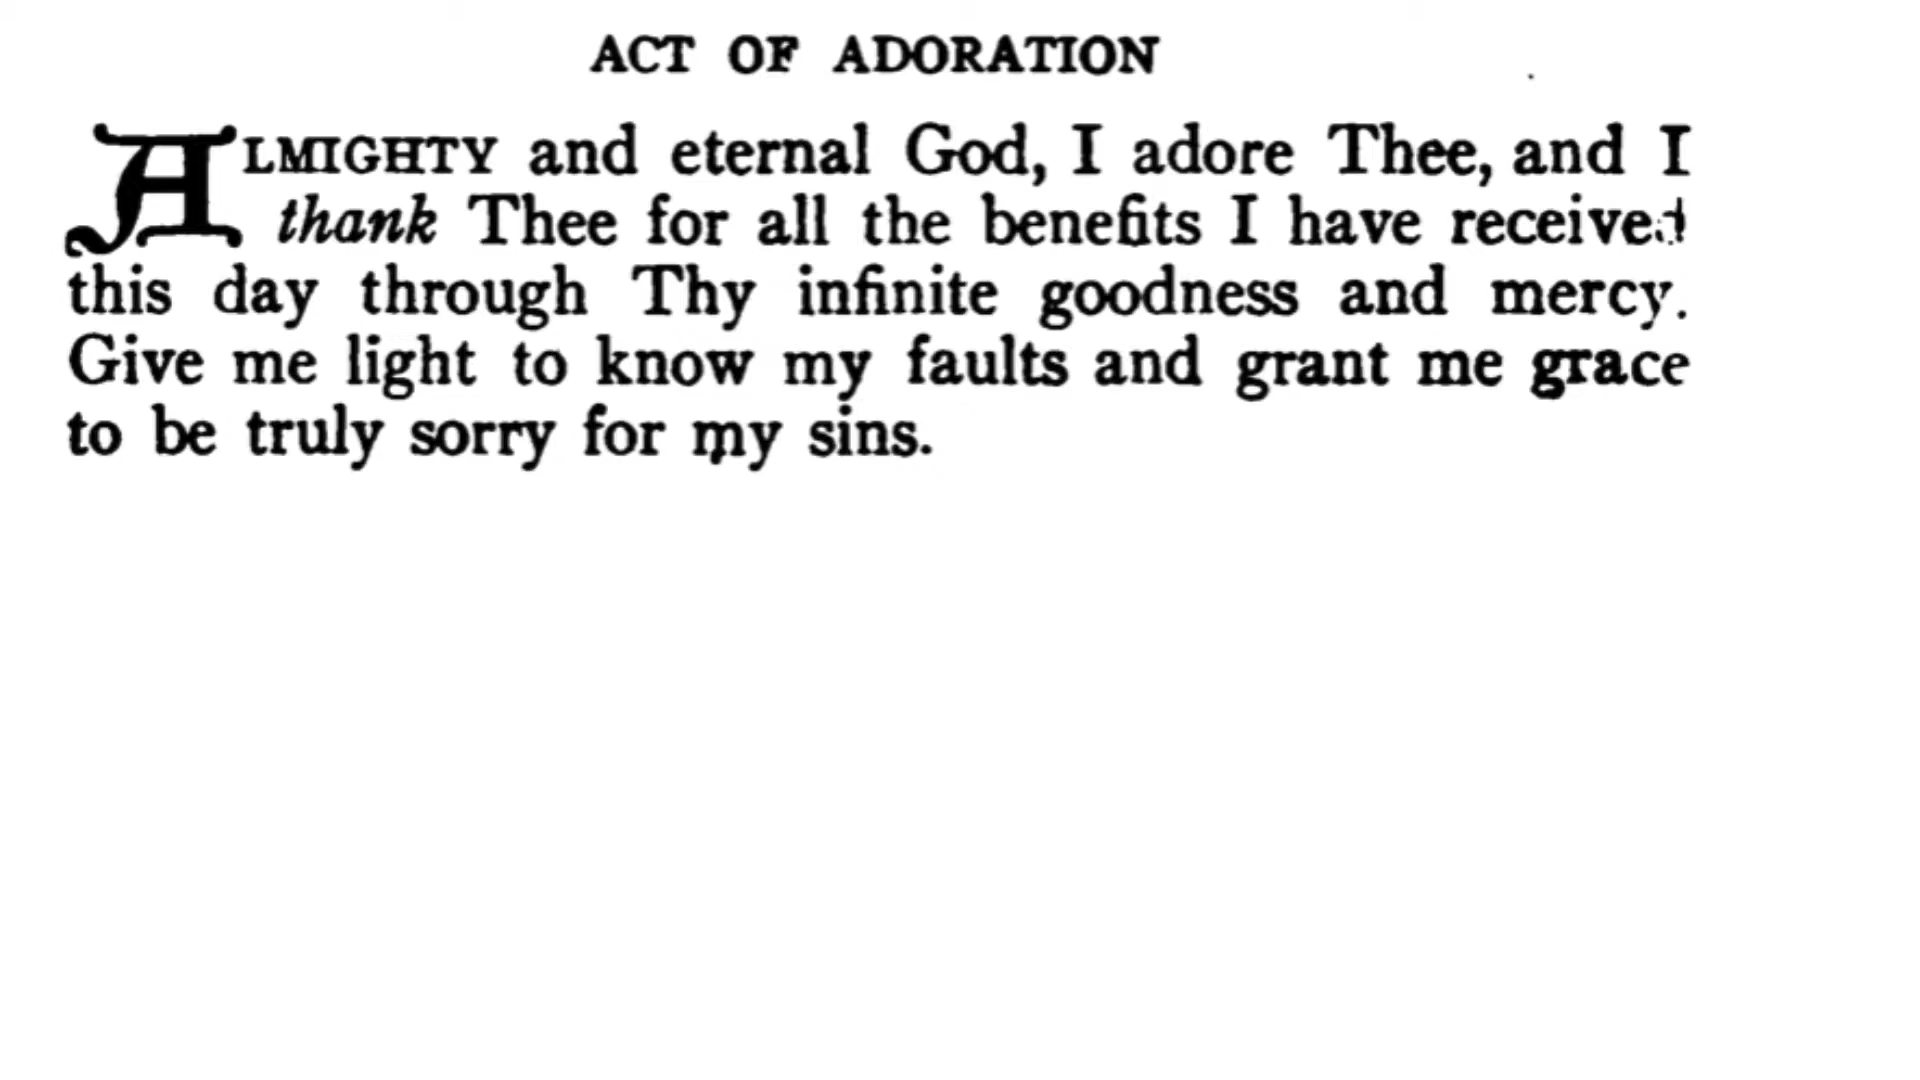 ACT OF ADORATION
ALMIGHTY and eternal God, I adore Thee, and I
thank Thee for all the benefits I have received
this day through Thy infinite goodness and mercy.
Give me light to know my faults and grant me grace
to be truly sorry for my sins.